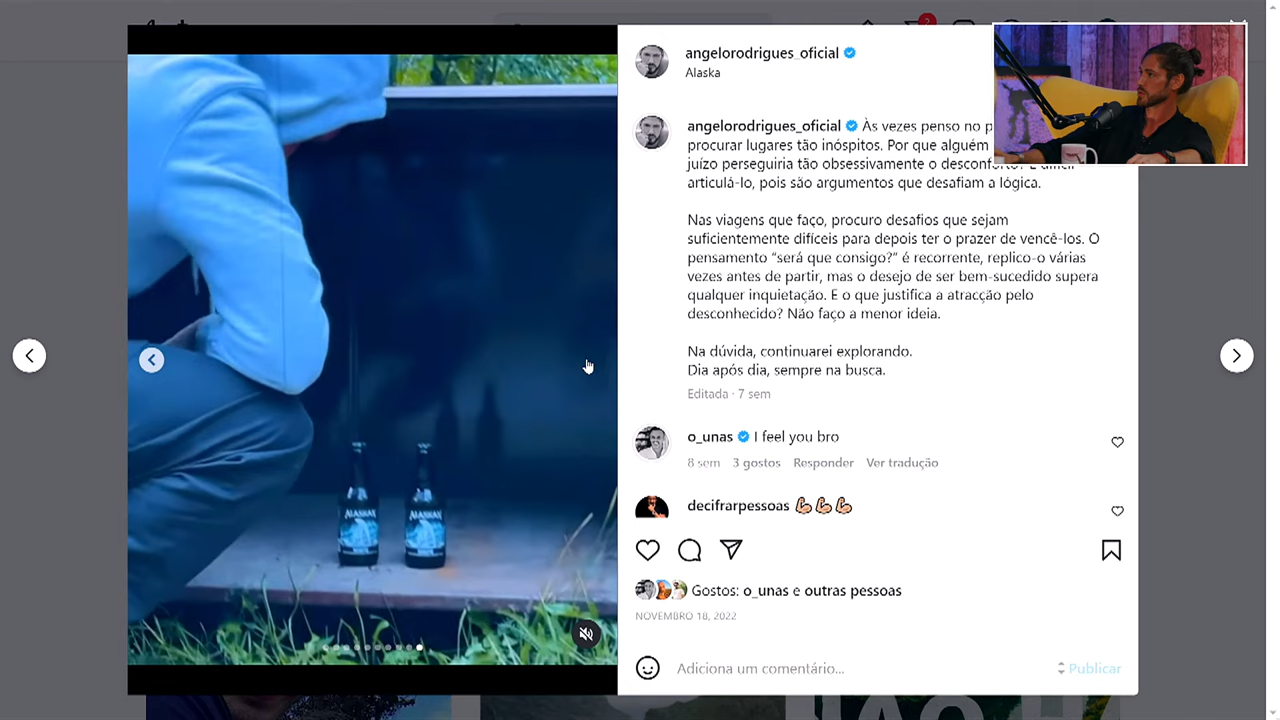 2
angelorodrigues_oficial
Alaska
angelorodrigues_oficial Às vezes penso no p
procurar lugares tão inóspitos. Por que alguém
juízo perseguiria tão obsessivamente o
articulá-lo, pois são argumentos que desafiam a lógica.
Nas viagens que faço, procuro desafios que sejam
suficientemente difíceis para depois ter o prazer de vencê-los. O
pensamento “será que consigo?” é recorrente, replico-o várias
vezes antes de partir, mas o desejo de ser bem-sucedido supera
qualquer inquietação. E o que justifica a atracção pelo
desconhecido? Não faço a menor ideia.
Na dúvida, continuarei explorando.
Dia após dia, sempre na busca.
Editada · 7 sem
o_unas I feel you bro
8 sem 3 gostos Responder Ver tradução
decifrarpessoas 💪🏼💪🏼💪🏼
ALASKAN
ALASKAN
Gostos: o_unas e outras pessoas
NOVEMBRO 18, 2022
Adiciona um comentário...
Publicar